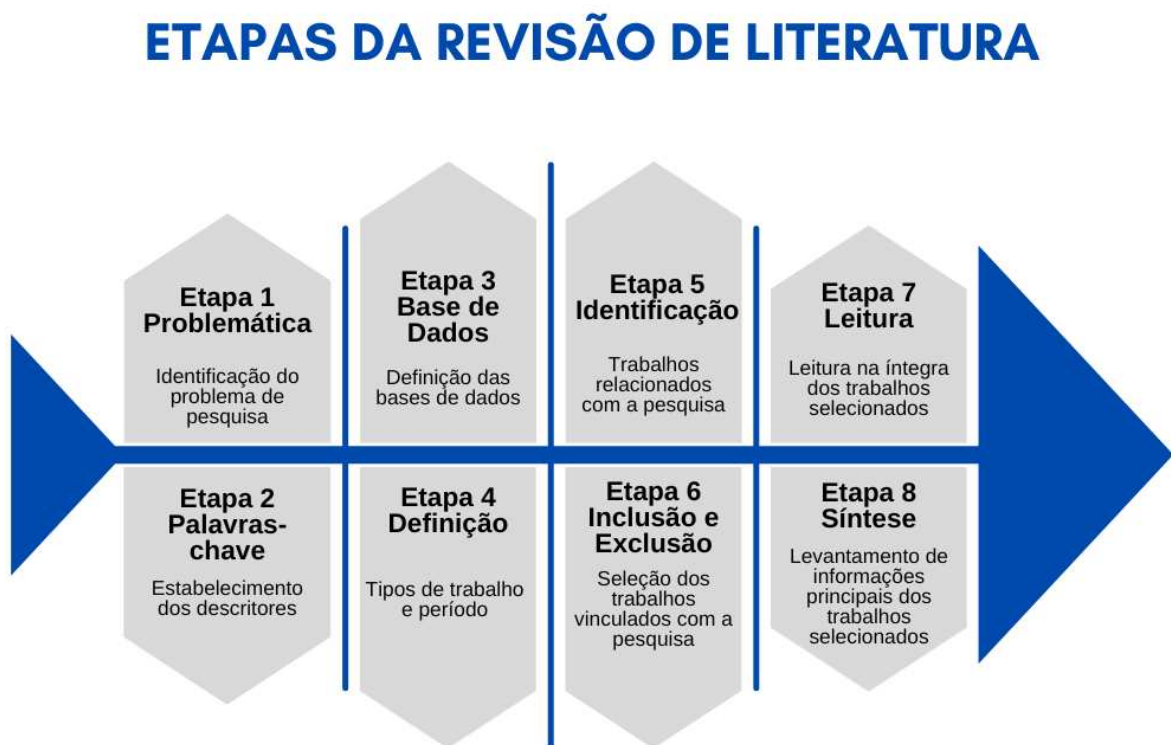 ETAPAS DA REVISÃO DE LITERATURA
Etapa 1
Problemática
Identificação do
problema de
pesquisa
Etapa 2
Palavras-
chave
Estabelecimento
dos descritores
Etapa 3
Base de
Dados
Definição das
bases de dados
Etapa 4
Definição
Tipos de trabalho
e período
Etapa 5
Identificação
Trabalhos
relacionados
com a pesquisa
Etapa 6
Inclusão e
Exclusão
Seleção dos
trabalhos
vinculados com a
pesquisa
Etapa 7
Leitura
Leitura na íntegra
dos trabalhos
selecionados
Etapa 8
Síntese
Levantamento de
informações
principais dos
trabalhos
selecionados